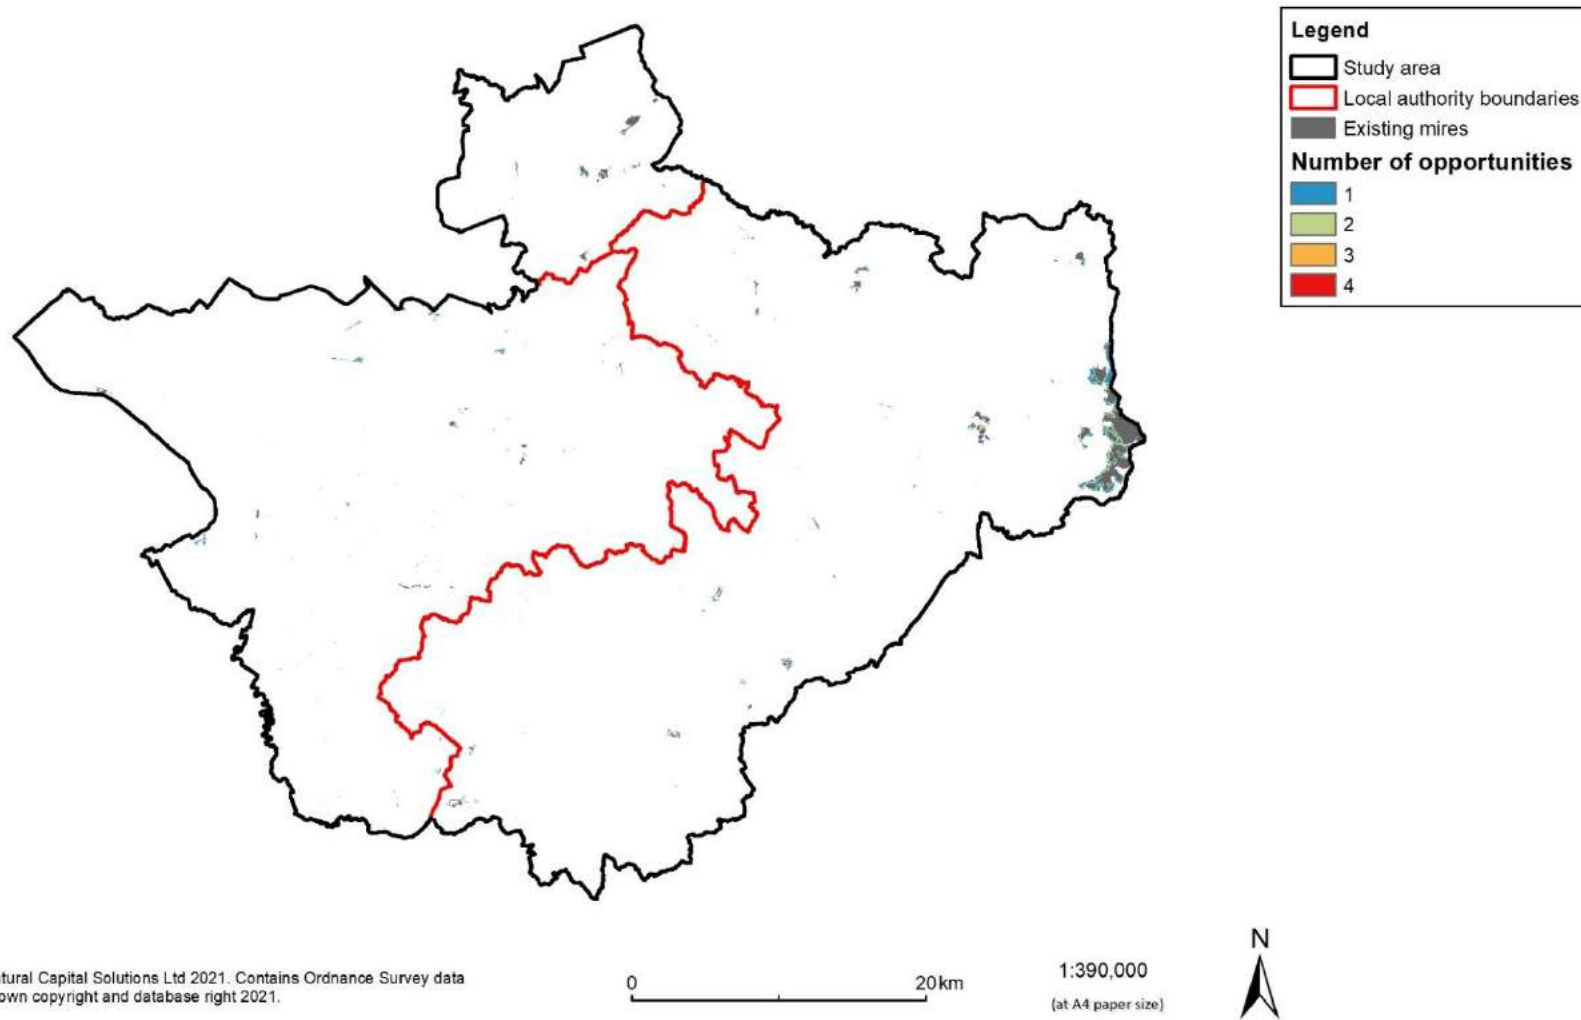 Legend
Study area
Local authority boundaries
Existing mires
Number of opportunities
1
2
3
4
tural Capital Solutions Ltd 2021. Contains Ordnance Survey data
own copyright and database right 2021.
0 20km
1:390,000
(at A4 paper size)
N